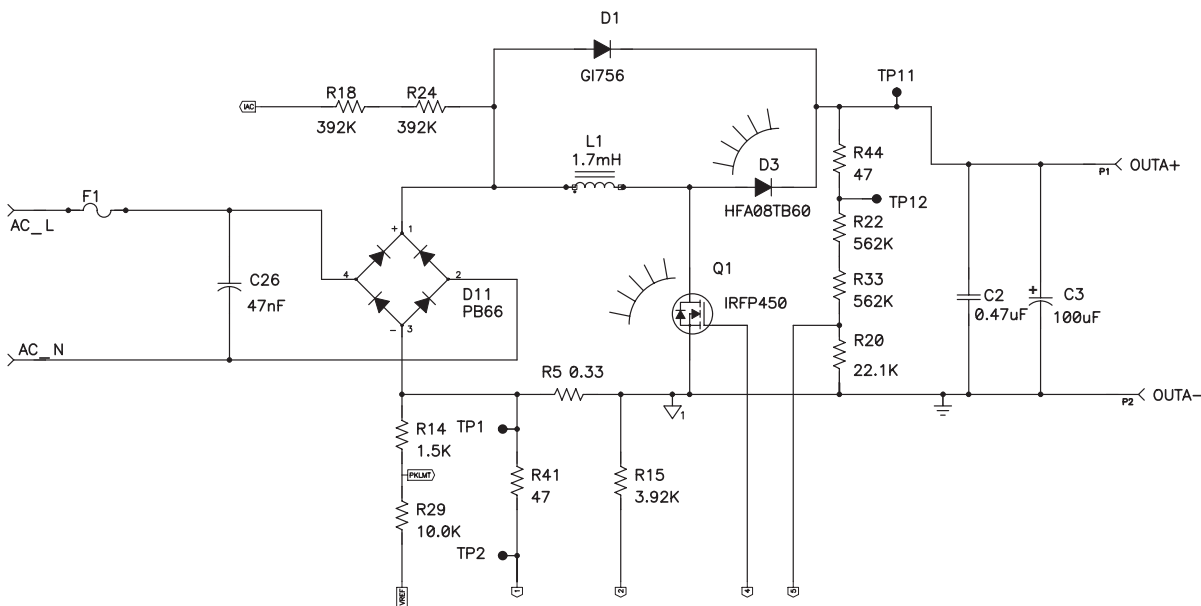 D1
GI756
TP11
IAC
R18
392K
R24
392K
L1
1.7mH
D3
HFA08TB60
R44
47
TP12
P1
OUTA+
F1
AC_L
C26
47nF
+
1
4
2
D11
PB66
-
3
Q1
IRFP450
R22
562K
R33
562K
C2
0.47uF
+
C3
100uF
AC_N
R5 0.33
R20
22.1K
1
P2
OUTA-
R14
1.5K
TP1
PKLMT
R41
47
R15
3.92K
R29
10.0K
TP2
VREF
1
2
4
5